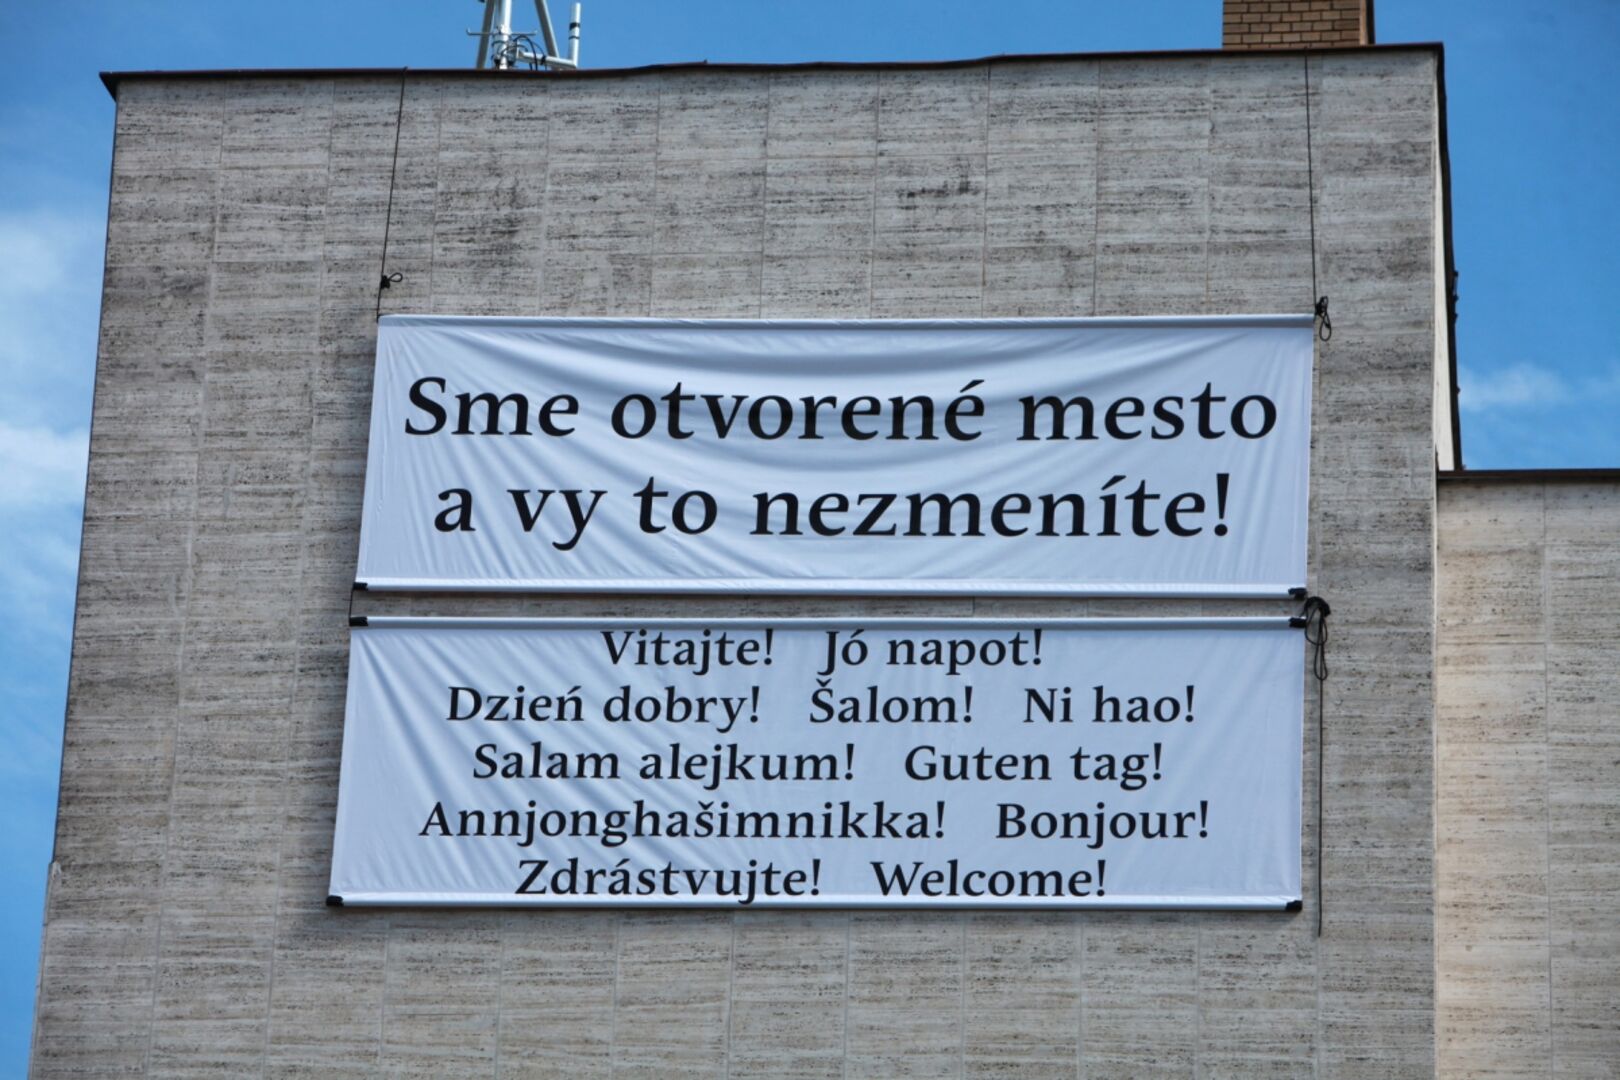 Sme otvorené mesto
a vy to nezmeníte!
Vitajte! Jó napot!
Dzień dobry! Šalom! Ni hao!
Salam alejkum! Guten tag!
Annjonghašimnikka! Bonjour!
Zdrástvujte! Welcome!